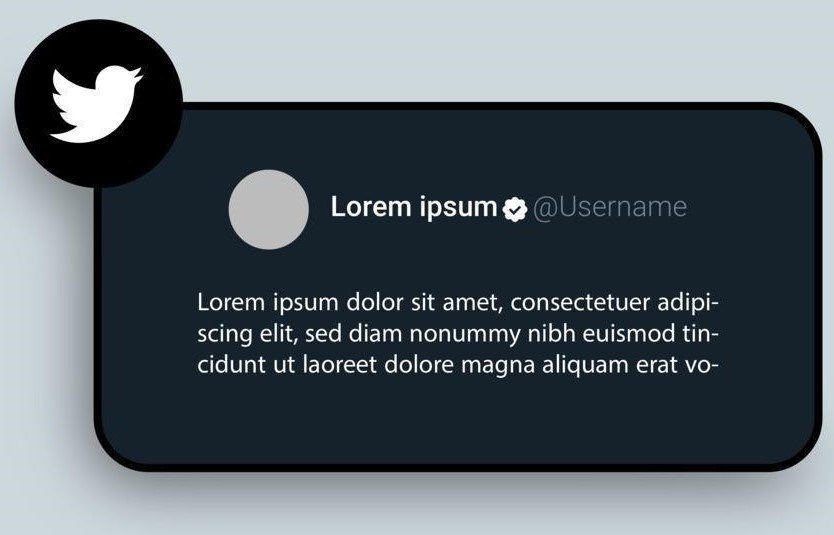 Lorem ipsum @Username
Lorem ipsum dolor sit amet, consectetuer adipi-
scing elit, sed diam nonummy nibh euismod tin-
cidunt ut laoreet dolore magna aliquam erat vo-